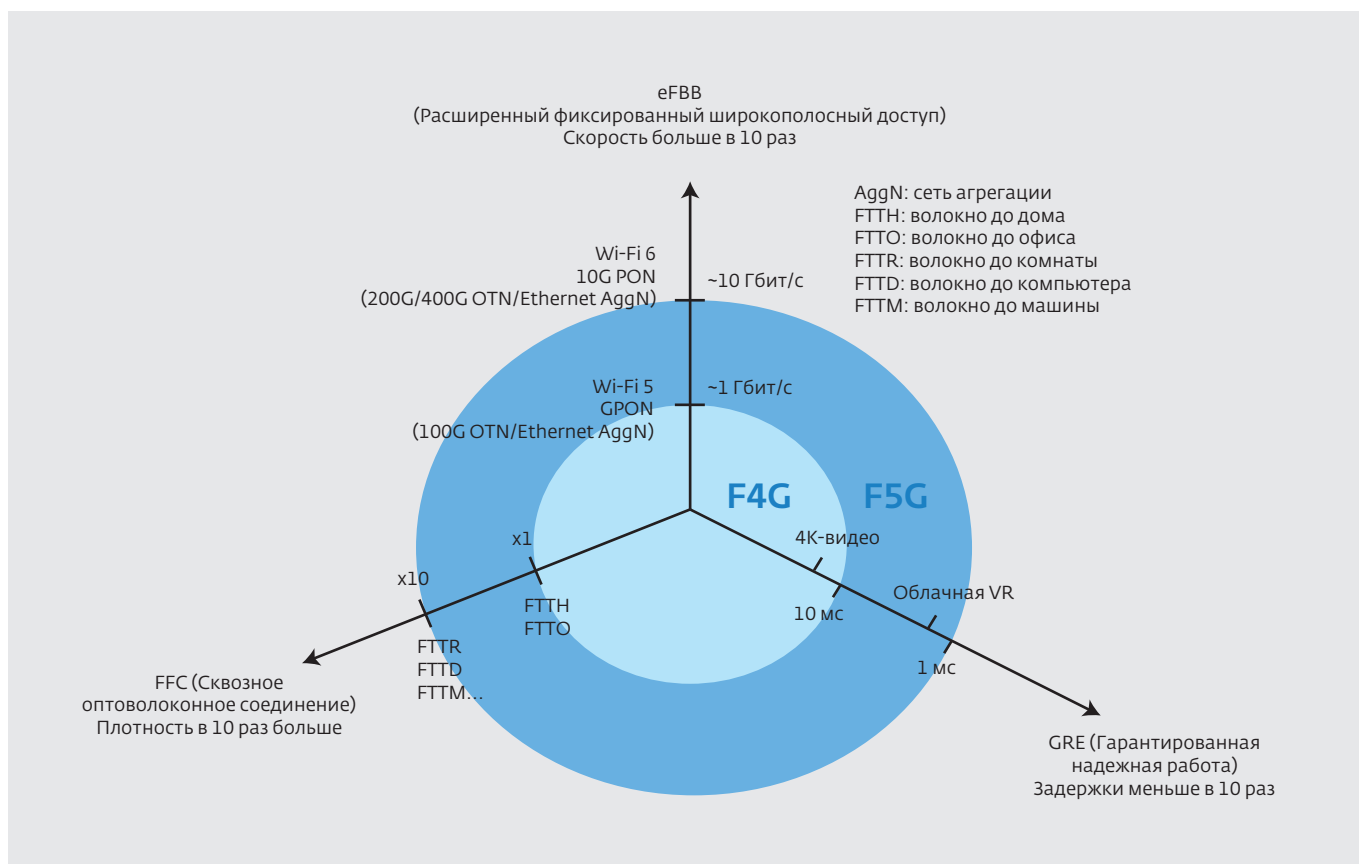 eFBB
(Расширенный фиксированный широкополосный доступ)
Скорость больше в 10 раз
AggN: сеть агрегации
FTTH: волокно до дома
FTTO: волокно до офиса
FTTR: волокно до комнаты
FTTD: волокно до компьютера
FTTM: волокно до машины
Wi-Fi 6
10G PON
(200G/400G OTN/Ethernet AggN)
~10 Гбит/с
Wi-Fi 5
GPON
(100G OTN/Ethernet AggN)
~1 Гбит/с
F4G
F5G
x1
x10
FTTH
FTTO
FTTR
FTTD
FTTM...
4K-видео
10 мс
Облачная VR
1 мс
FFC (Сквозное
оптоволоконное соединение)
Плотность в 10 раз больше
GRE (Гарантированная
надежная работа)
Задержки меньше в 10 раз